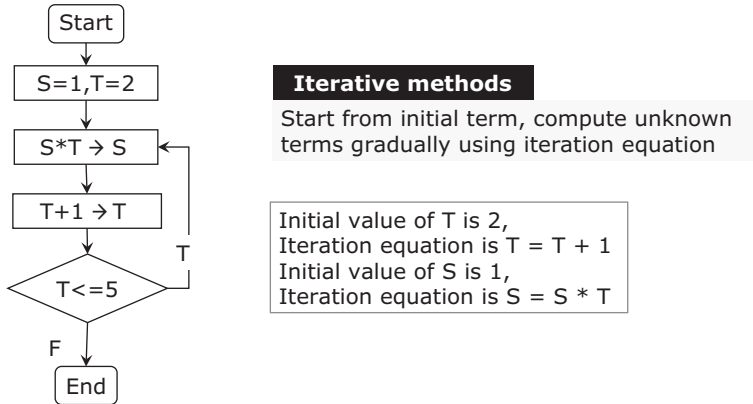 Start
S=1,T=2
S*T → S
T+1 → T
T
T<=5
F
End
Iterative methods
Start from initial term, compute unknown
terms gradually using iteration equation
Initial value of T is 2,
Iteration equation is T = T + 1
Initial value of S is 1,
Iteration equation is S = S * T